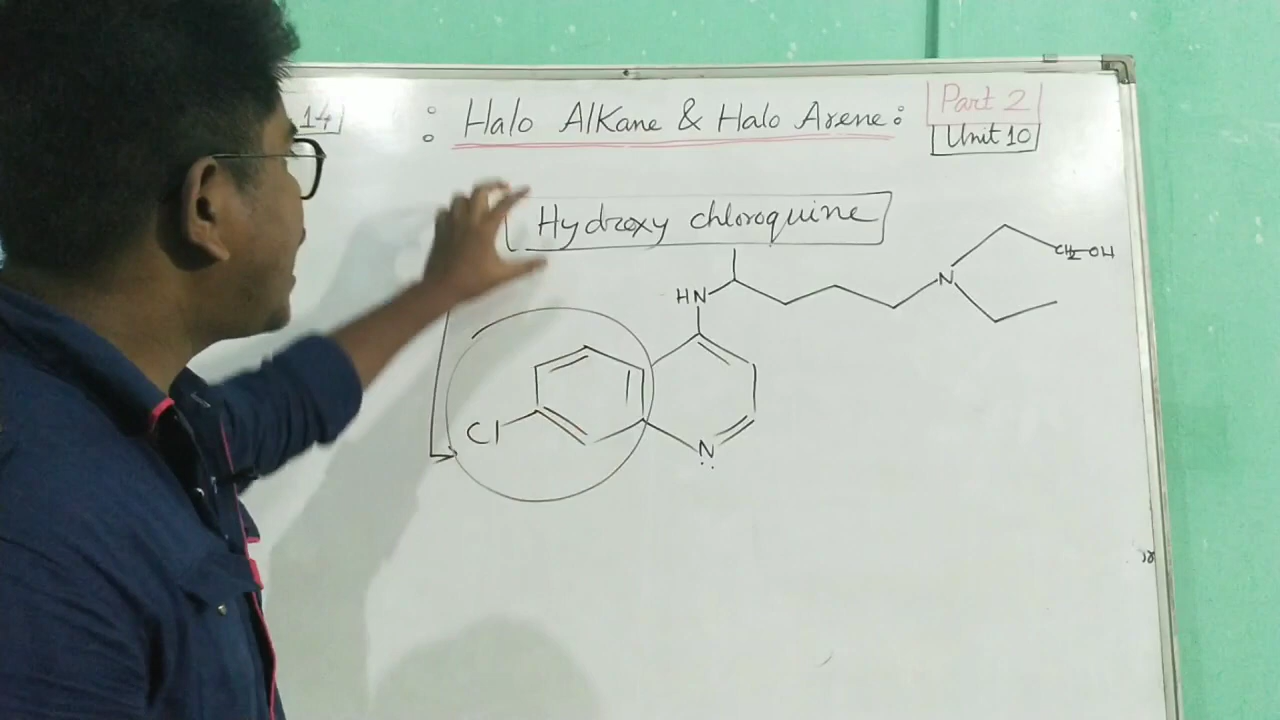 14
: Halo Alkane & Halo Arene :
Part 2
Unit 10
Hydroxy chloroquine
CH2-OH
N
HN
Cl
N